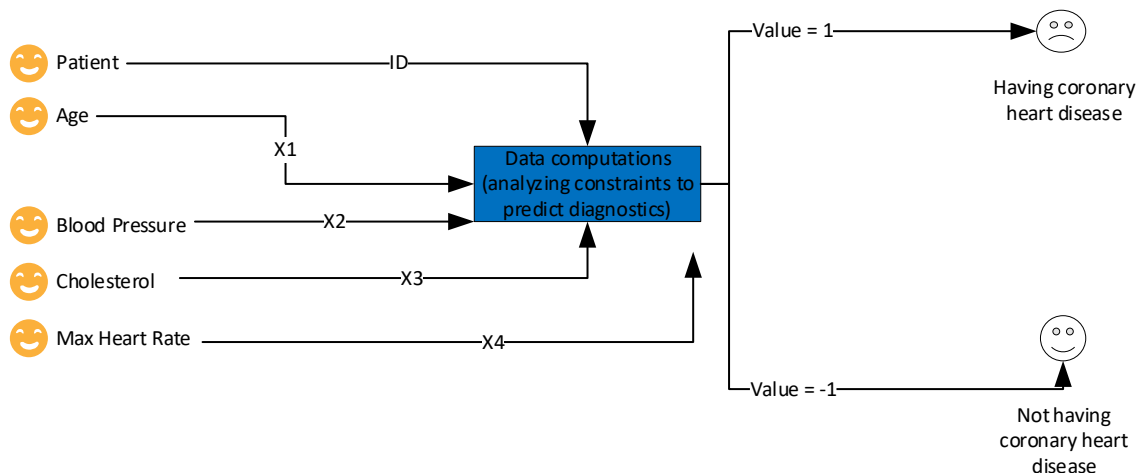 Patient
ID
Age
X1
Blood Pressure
X2
Cholesterol
X3
Max Heart Rate
X4
Data computations
(analyzing constraints to
predict diagnostics)
Value = 1
Having coronary
heart disease
Value = -1
Not having
coronary heart
disease